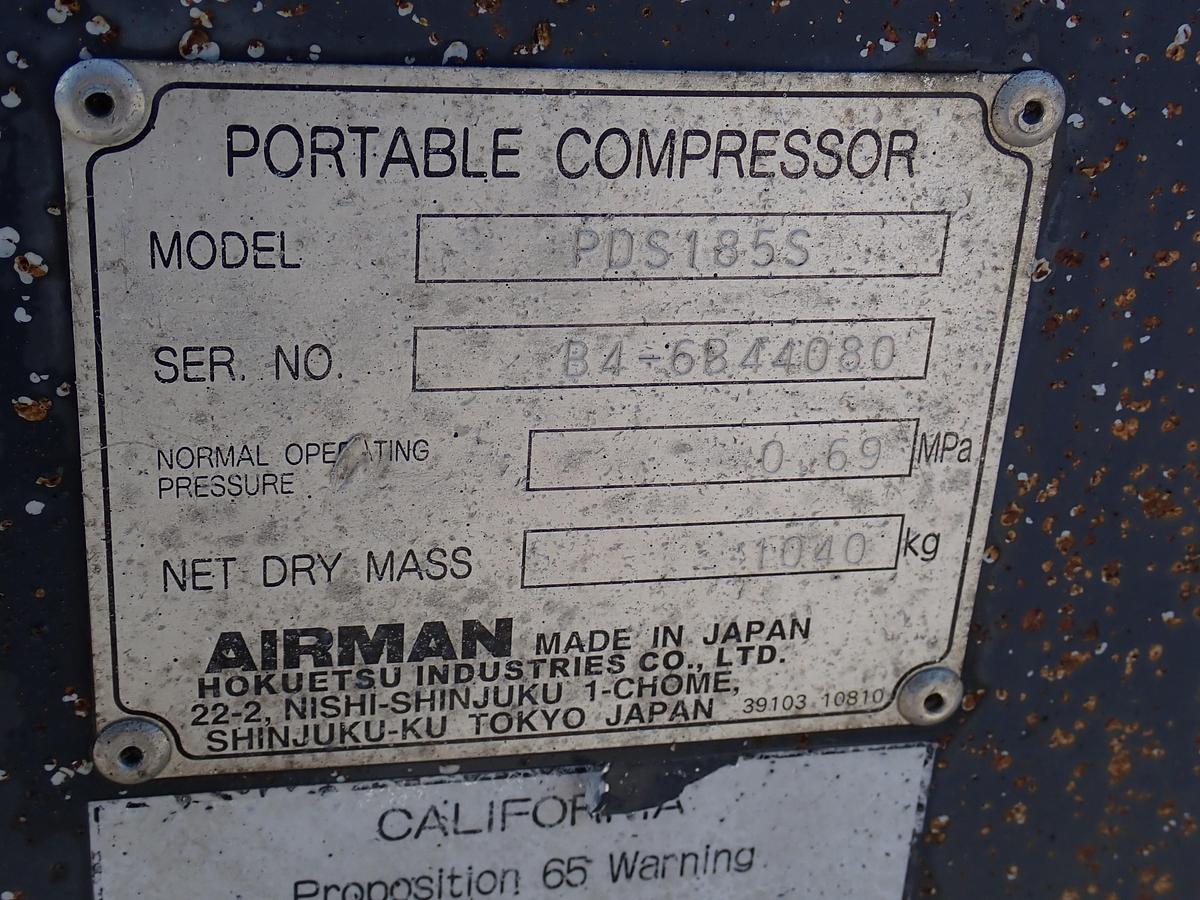 PORTABLE COMPRESSOR
MODEL PDS185S
SER. NO. B4-6B44080
NORMAL OPERATING
PRESSURE 0.69 MPa
NET DRY MASS 1040 kg
AIRMAN MADE IN JAPAN
HOKUETSU INDUSTRIES CO., LTD.
22-2, NISHI-SHINJUKU 1-CHOME,
SHINJUKU-KU TOKYO JAPAN 39103 10810
CALIFORNIA
Proposition 65 Warning